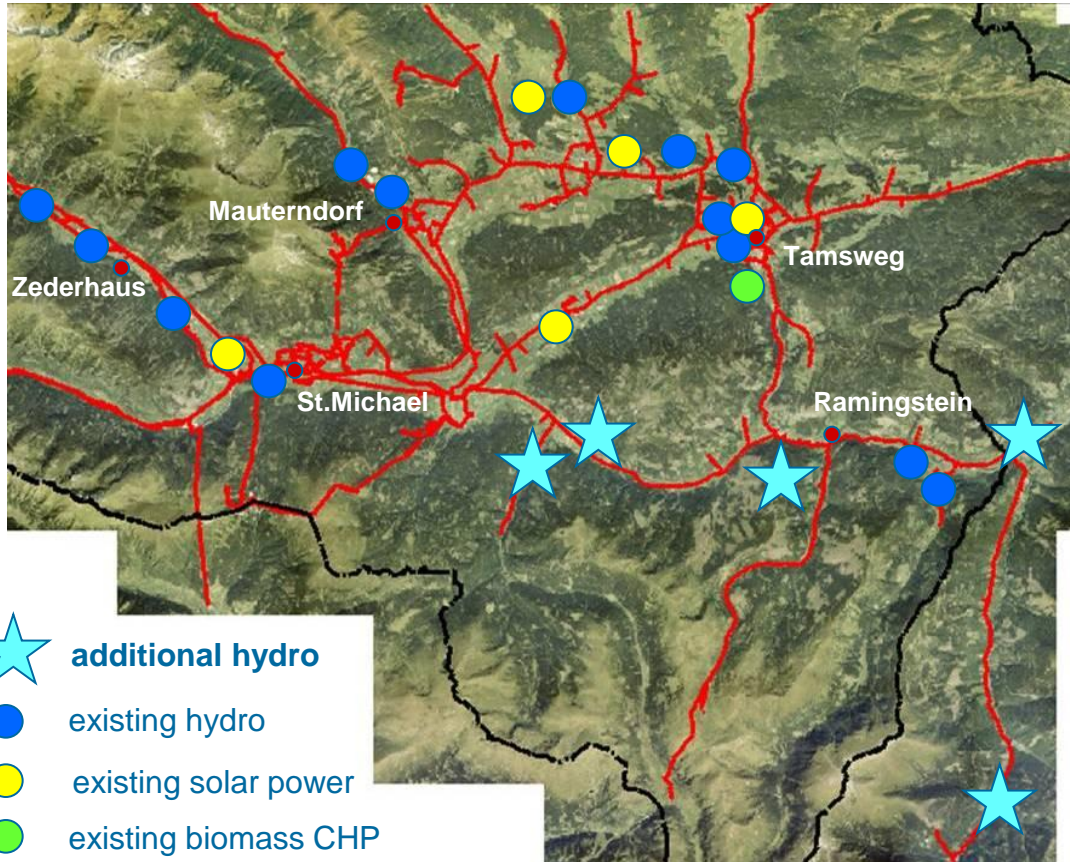 Mauterndorf
Tamsweg
Zederhaus
St.Michael
Ramingstein
additional hydro
existing hydro
existing solar power
existing biomass CHP